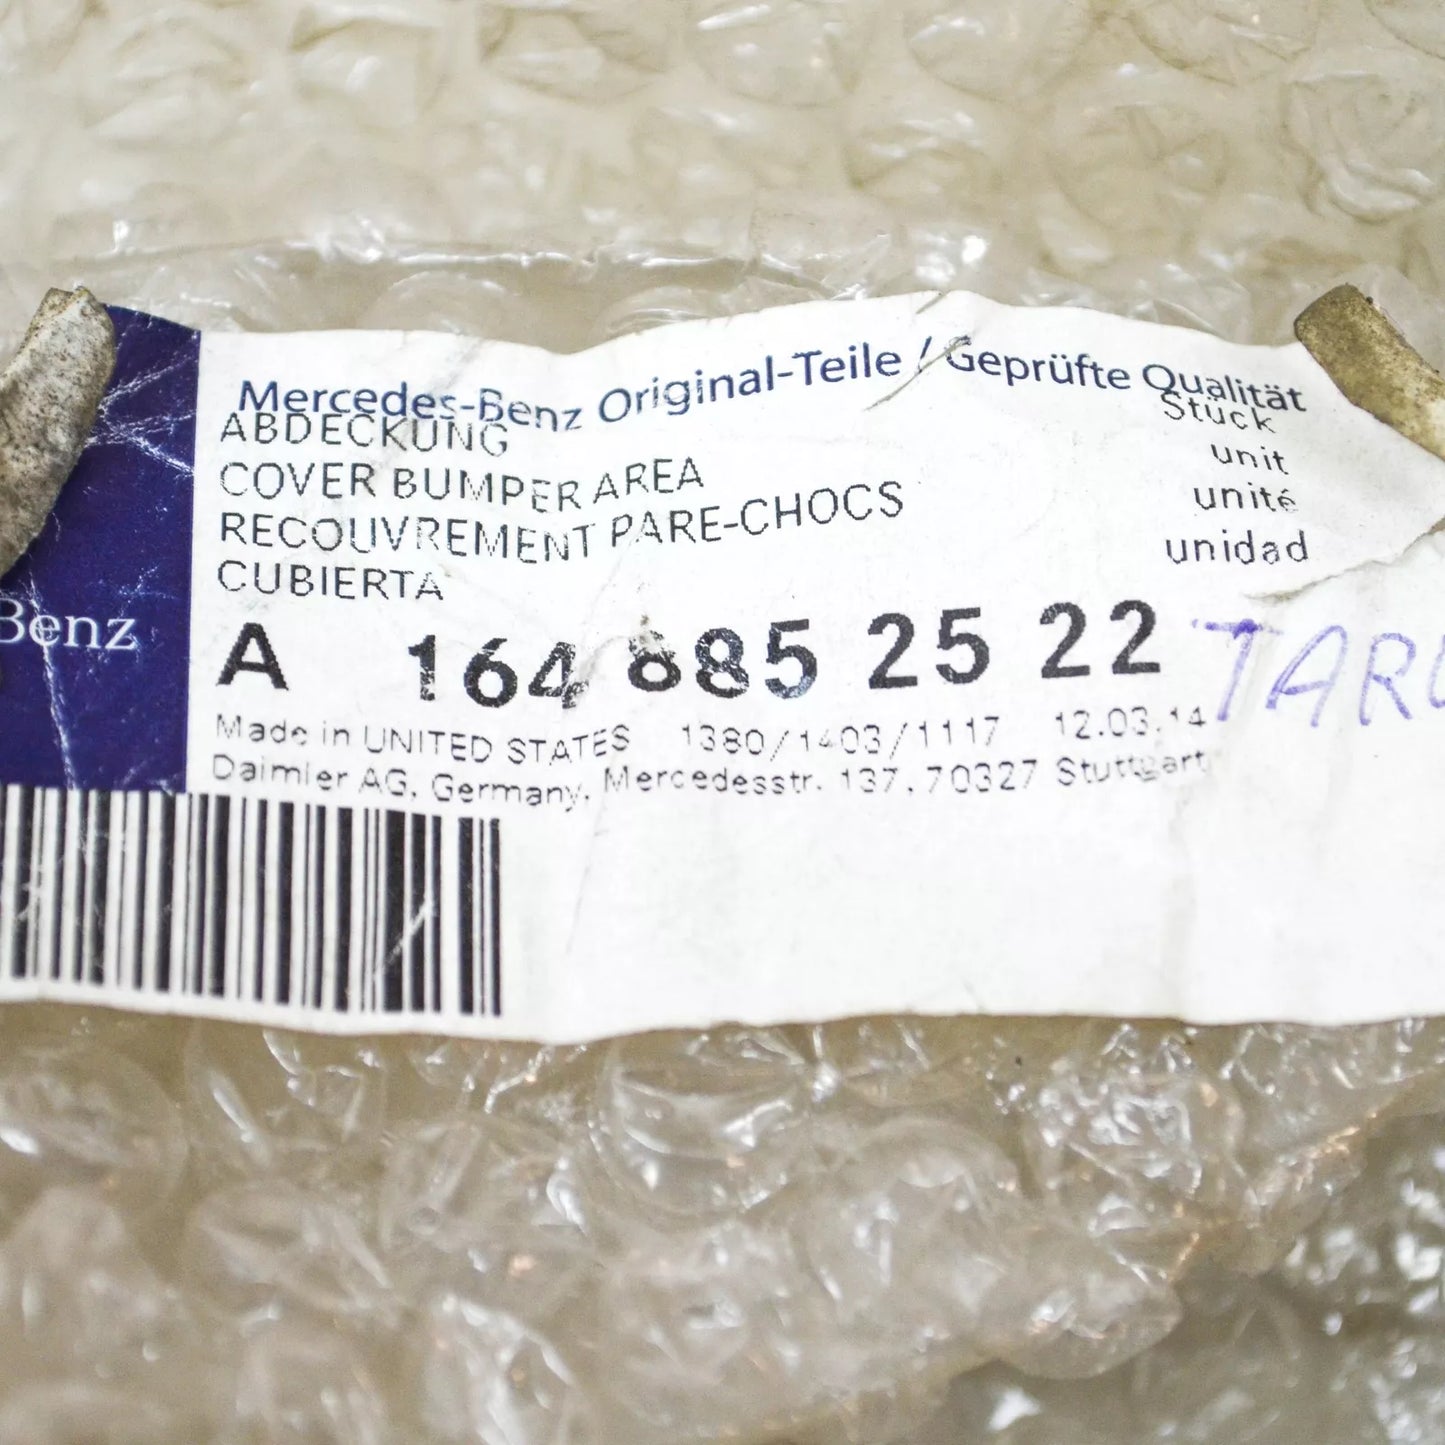 Mercedes-Benz Original-Teile / Geprüfte Qualität
ABDECKUNG Stück
COVER BUMPER AREA unit
RECOUVREMENT PARE-CHOCS unité
CUBIERTA unidad
Benz
A 164 885 25 22
Made in UNITED STATES 1380/1403/1117 12.03.14
Daimler AG, Germany, Mercedesstr. 137, 70327 Stuttgart